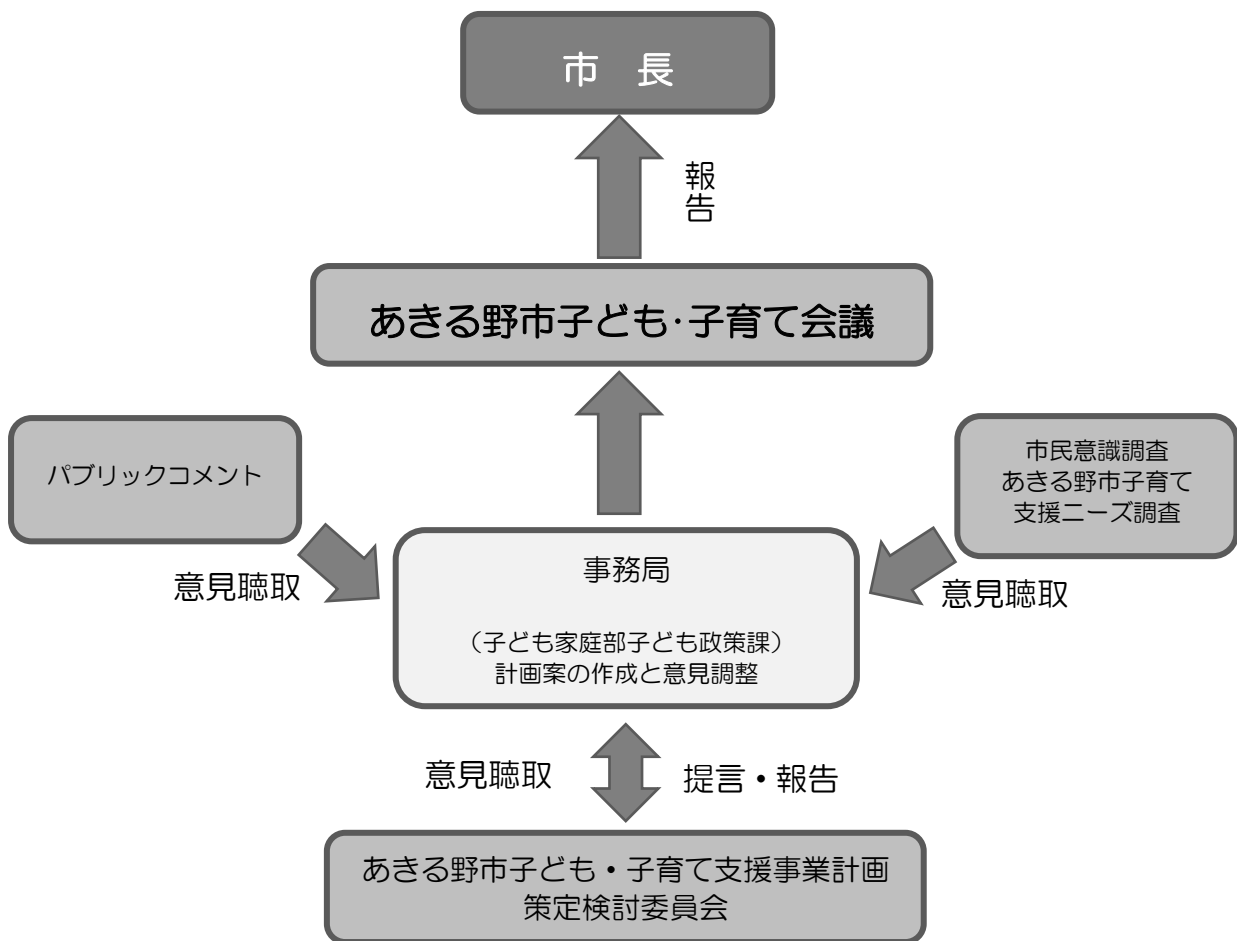 市　長
報告
あきる野市子ども･子育て会議
パブリックコメント
市民意識調査
あきる野市子育て
支援ニーズ調査
意見聴取
意見聴取
事務局
（子ども家庭部子ども政策課）
計画案の作成と意見調整
意見聴取
提言・報告
あきる野市子ども・子育て支援事業計画
策定検討委員会